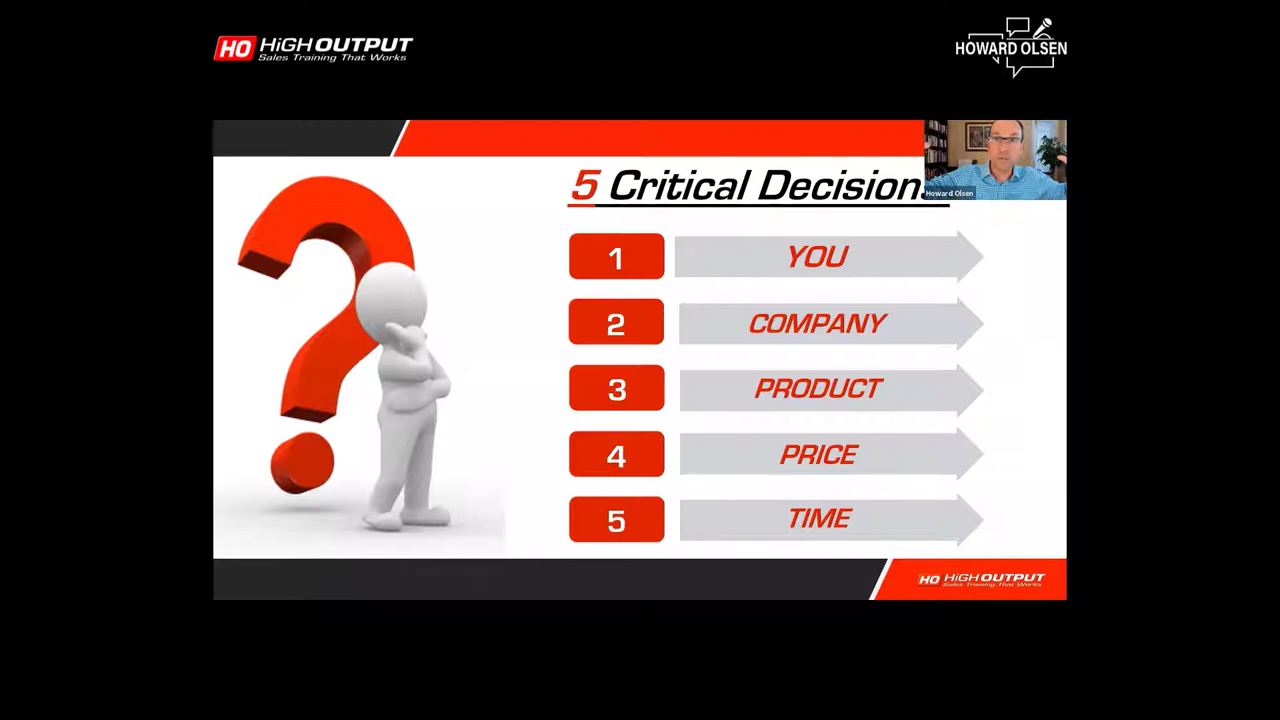 HO HiGH OUTPUT
Sales Training That Works
HOWARD OLSEN
5 Critical Decision
Howard Olsen
1 YOU
2 COMPANY
3 PRODUCT
4 PRICE
5 TIME
HO HiGH OUTPUT
Sales Training That Works